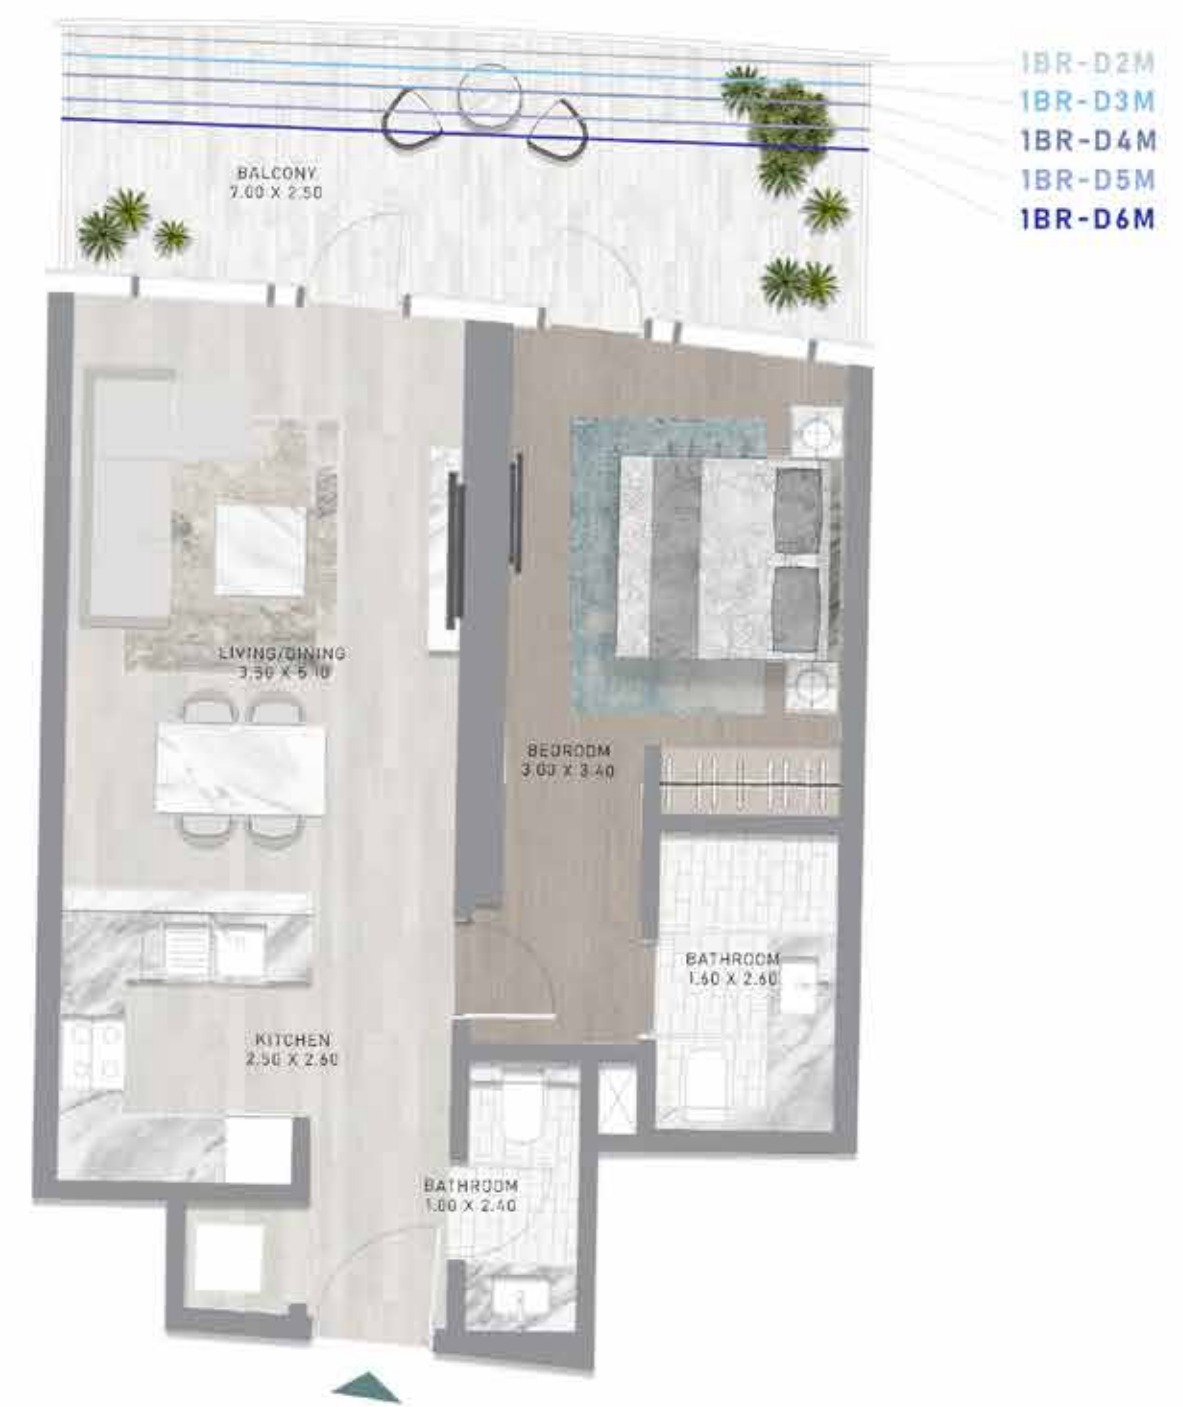 1BR-D2M
1BR-D3M
1BR-D4M
1BR-D5M
1BR-D6M
BALCONY
7.00 X 2.50
LIVING/DINING
3.50 X 5.10
BEDROOM
3.00 X 3.40
BATHROOM
1.60 X 2.60
KITCHEN
2.50 X 2.60
BATHROOM
1.00 X 2.40